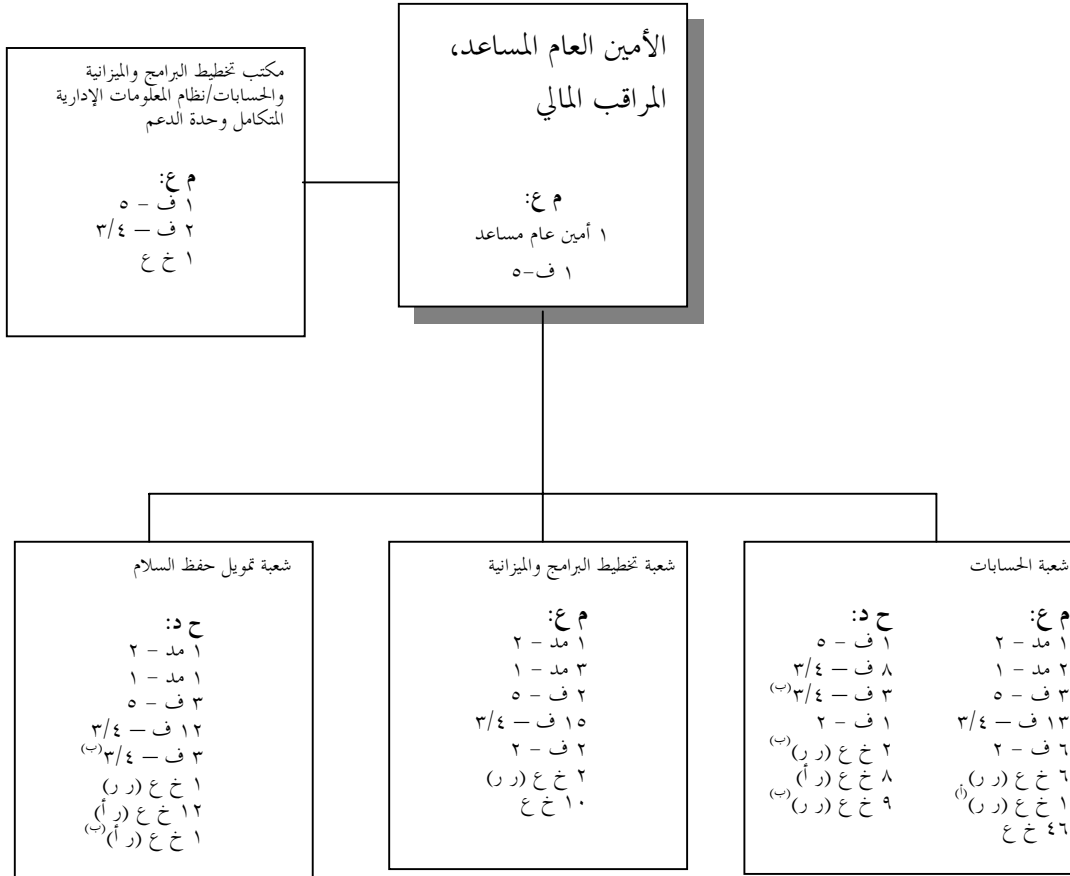 الأمين العام المساعد،
المراقب المالي
م ع:
١ أمين عام مساعد
١ ف-٥
مكتب تخطيط البرامج والميزانية
والحسابات/نظام المعلومات الإدارية
المتكامل وحدة الدعم
م ع:
١ ف - ٥
٢ ف – ٣/٤
١ خ ع
شعبة الحسابات
م ع:
١ مد - ٢
٢ مد - ١
٣ ف - ٥
١٣ ف – ٣/٤
٦ ف - ٢
٦ خ ع (ر ر)
١ خ ع (ر ر)(أ)
٤٦ خ ع
ح د:
١ ف - ٥
٨ ف – ٣/٤
٣ ف – ٣/٤(ب)
١ ف - ٢
٢ خ ع (ر ر)(ب)
٨ خ ع (ر أ)
٩ خ ع (ر ر)(ب)
شعبة تخطيط البرامج والميزانية
م ع:
١ مد - ٢
٣ مد - ١
٢ ف - ٥
١٥ ف – ٣/٤
٢ ف - ٢
٢ خ ع (ر ر)
١٠ خ ع
شعبة تمويل حفظ السلام
ح د:
١ مد - ٢
١ مد - ١
٣ ف - ٥
١٢ ف – ٣/٤
٣ ف – ٣/٤(ب)
١ خ ع (ر ر)
١٢ خ ع (ر أ)
١ خ ع (ر أ)(ب)